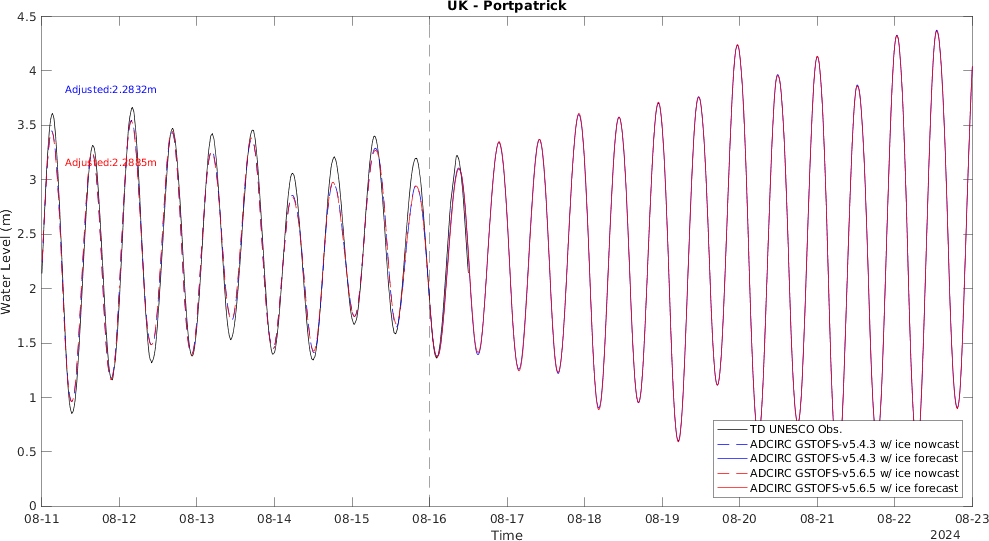 UK - Portpatrick
4.5
4
3.5
3
2.5
2
1.5
1
0.5
0
Water Level (m)
Adjusted:2.2832m
Adjusted:2.2885m
TD UNESCO Obs.
ADCIRC GSTOFS-v5.4.3 w/ ice nowcast
ADCIRC GSTOFS-v5.4.3 w/ ice forecast
ADCIRC GSTOFS-v5.6.5 w/ ice nowcast
ADCIRC GSTOFS-v5.6.5 w/ ice forecast
08-11 08-12 08-13 08-14 08-15 08-16 08-17 08-18 08-19 08-20 08-21 08-22 08-23
Time
2024